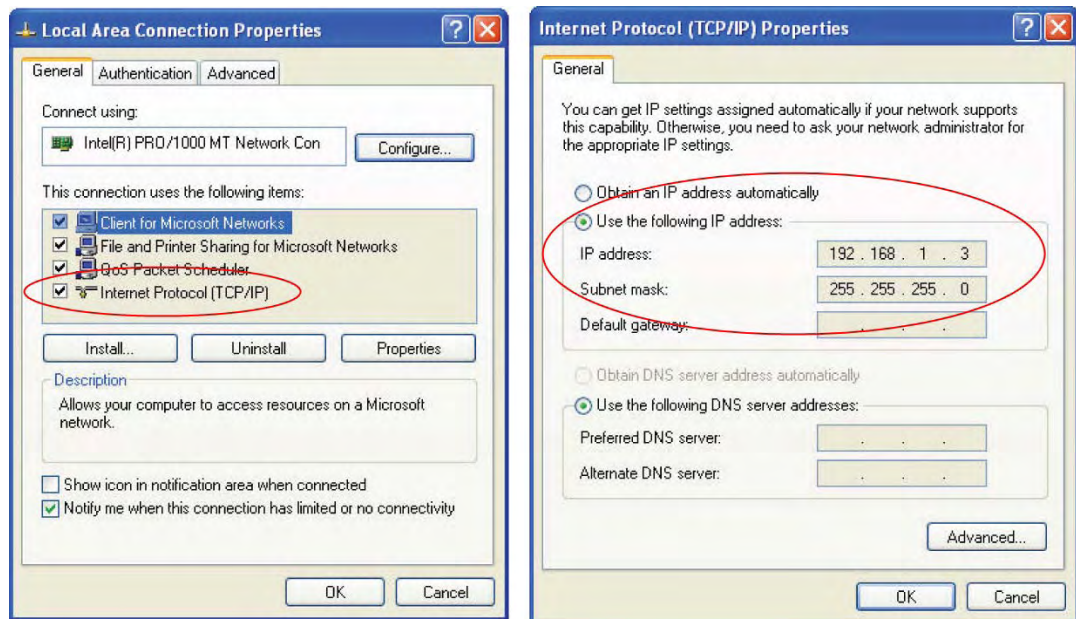 Local Area Connection Properties
General Authentication Advanced
Connect using:
Intel(R) PRO/1000 MT Network Con
Configure...
This connection uses the following items:
Client for Microsoft Networks
File and Printer Sharing for Microsoft Networks
QoS Packet Scheduler
Internet Protocol (TCP/IP)
Install...
Uninstall
Properties
Description
Allows your computer to access resources on a Microsoft
network.
Show icon in notification area when connected
Notify me when this connection has limited or no connectivity
OK
Cancel
Internet Protocol (TCP/IP) Properties
General
You can get IP settings assigned automatically if your network supports
this capability. Otherwise, you need to ask your network administrator for
the appropriate IP settings.
Obtain an IP address automatically
Use the following IP address:
IP address: 192 . 168 . 1 . 3
Subnet mask: 255 . 255 . 255 . 0
Default gateway: . . .
Obtain DNS server address automatically
Use the following DNS server addresses:
Preferred DNS server: . . .
Alternate DNS server: . . .
Advanced...
OK
Cancel